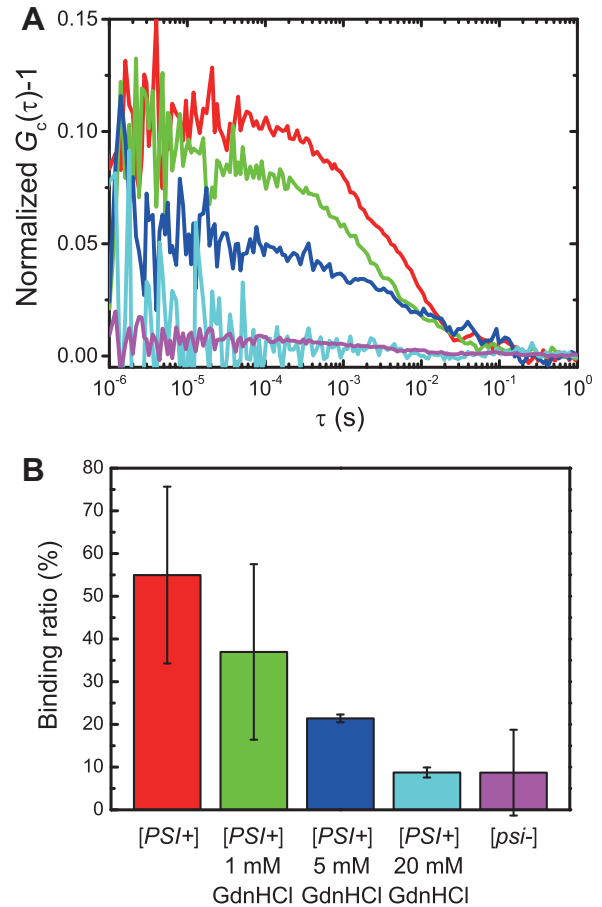 A
Normalized G_c(τ)-1
0.15
0.10
0.05
0.00
10⁻⁶ 10⁻⁵ 10⁻⁴ 10⁻³ 10⁻² 10⁻¹ 10⁰
τ (s)
B
Binding ratio (%)
80
70
60
50
40
30
20
10
0
[PSI+] [PSI+] [PSI+] [PSI+] [psi-]
1 mM 5 mM 20 mM
GdnHCl GdnHCl GdnHCl